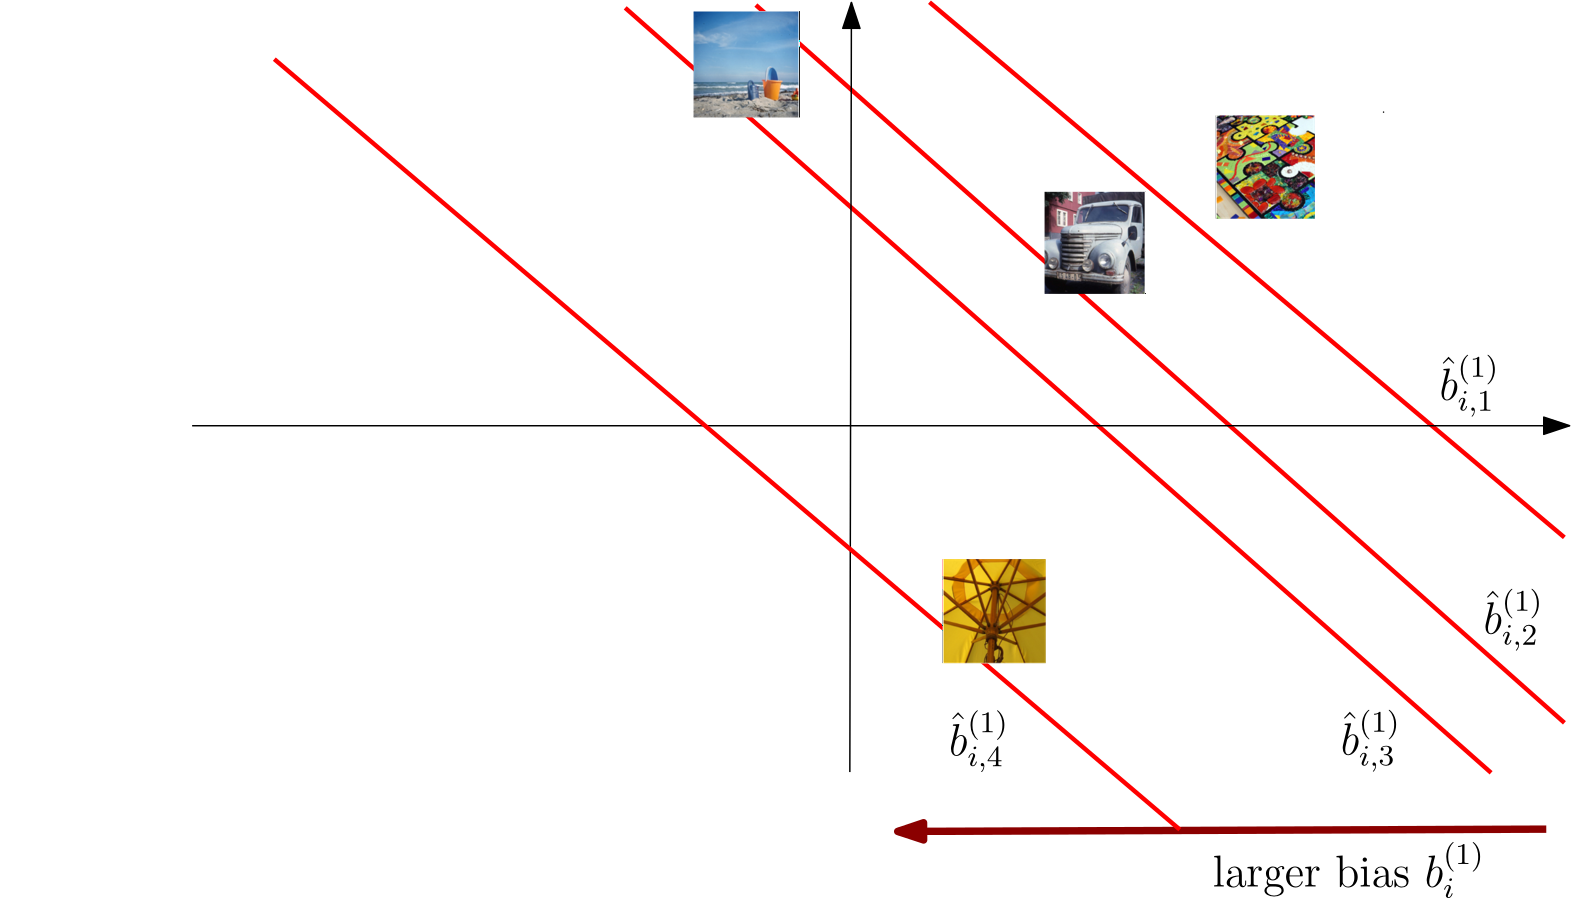 b̂_{i,1}^{(1)}
b̂_{i,2}^{(1)}
b̂_{i,4}^{(1)} b̂_{i,3}^{(1)}
larger bias b_i^{(1)}